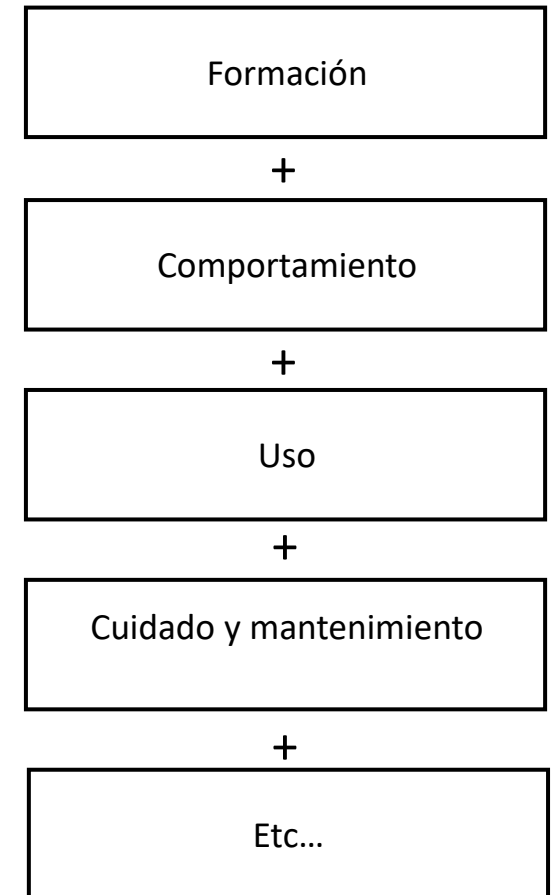 Formación
+
Comportamiento
+
Uso
+
Cuidado y mantenimiento
+
Etc...